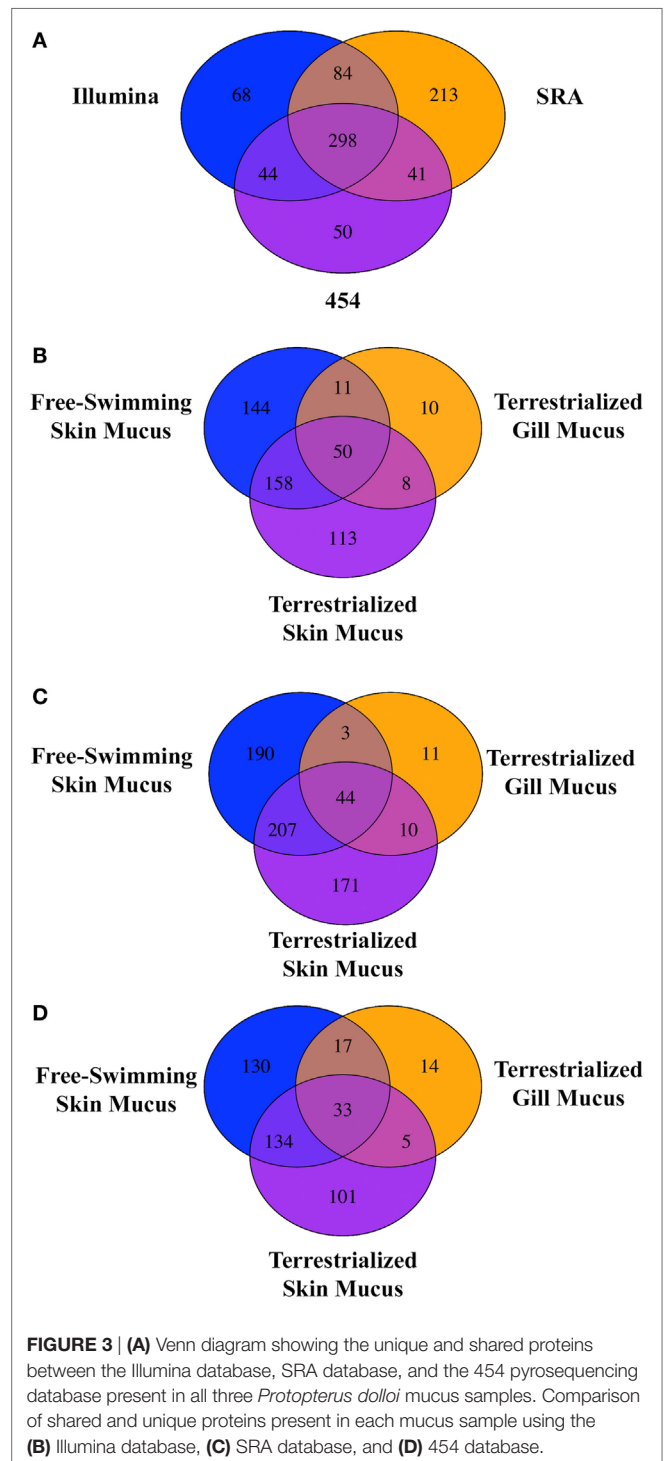 A
Illumina
68
84
213
SRA
298
44
41
50
454
B
Free-Swimming
Skin Mucus
144
11
10
Terrestrialized
Gill Mucus
50
158
8
113
Terrestrialized
Skin Mucus
C
Free-Swimming
Skin Mucus
190
3
11
Terrestrialized
Gill Mucus
44
207
10
171
Terrestrialized
Skin Mucus
D
Free-Swimming
Skin Mucus
130
17
14
Terrestrialized
Gill Mucus
33
134
5
101
Terrestrialized
Skin Mucus
FIGURE 3 | (A) Venn diagram showing the unique and shared proteins
between the Illumina database, SRA database, and the 454 pyrosequencing
database present in all three Protopterus dolloi mucus samples. Comparison
of shared and unique proteins present in each mucus sample using the
(B) Illumina database, (C) SRA database, and (D) 454 database.